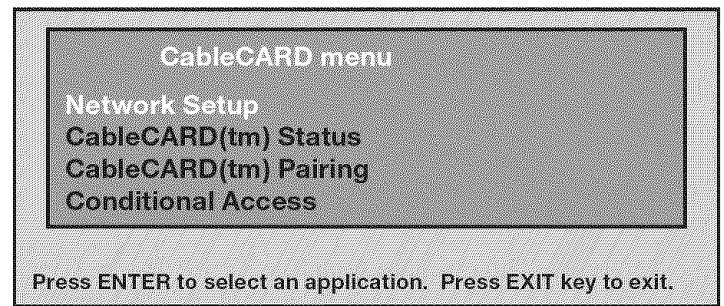 CableCARD menu
Network Setup
CableCARD(tm) Status
CableCARD(tm) Pairing
Conditional Access
Press ENTER to select an application. Press EXIT key to exit.